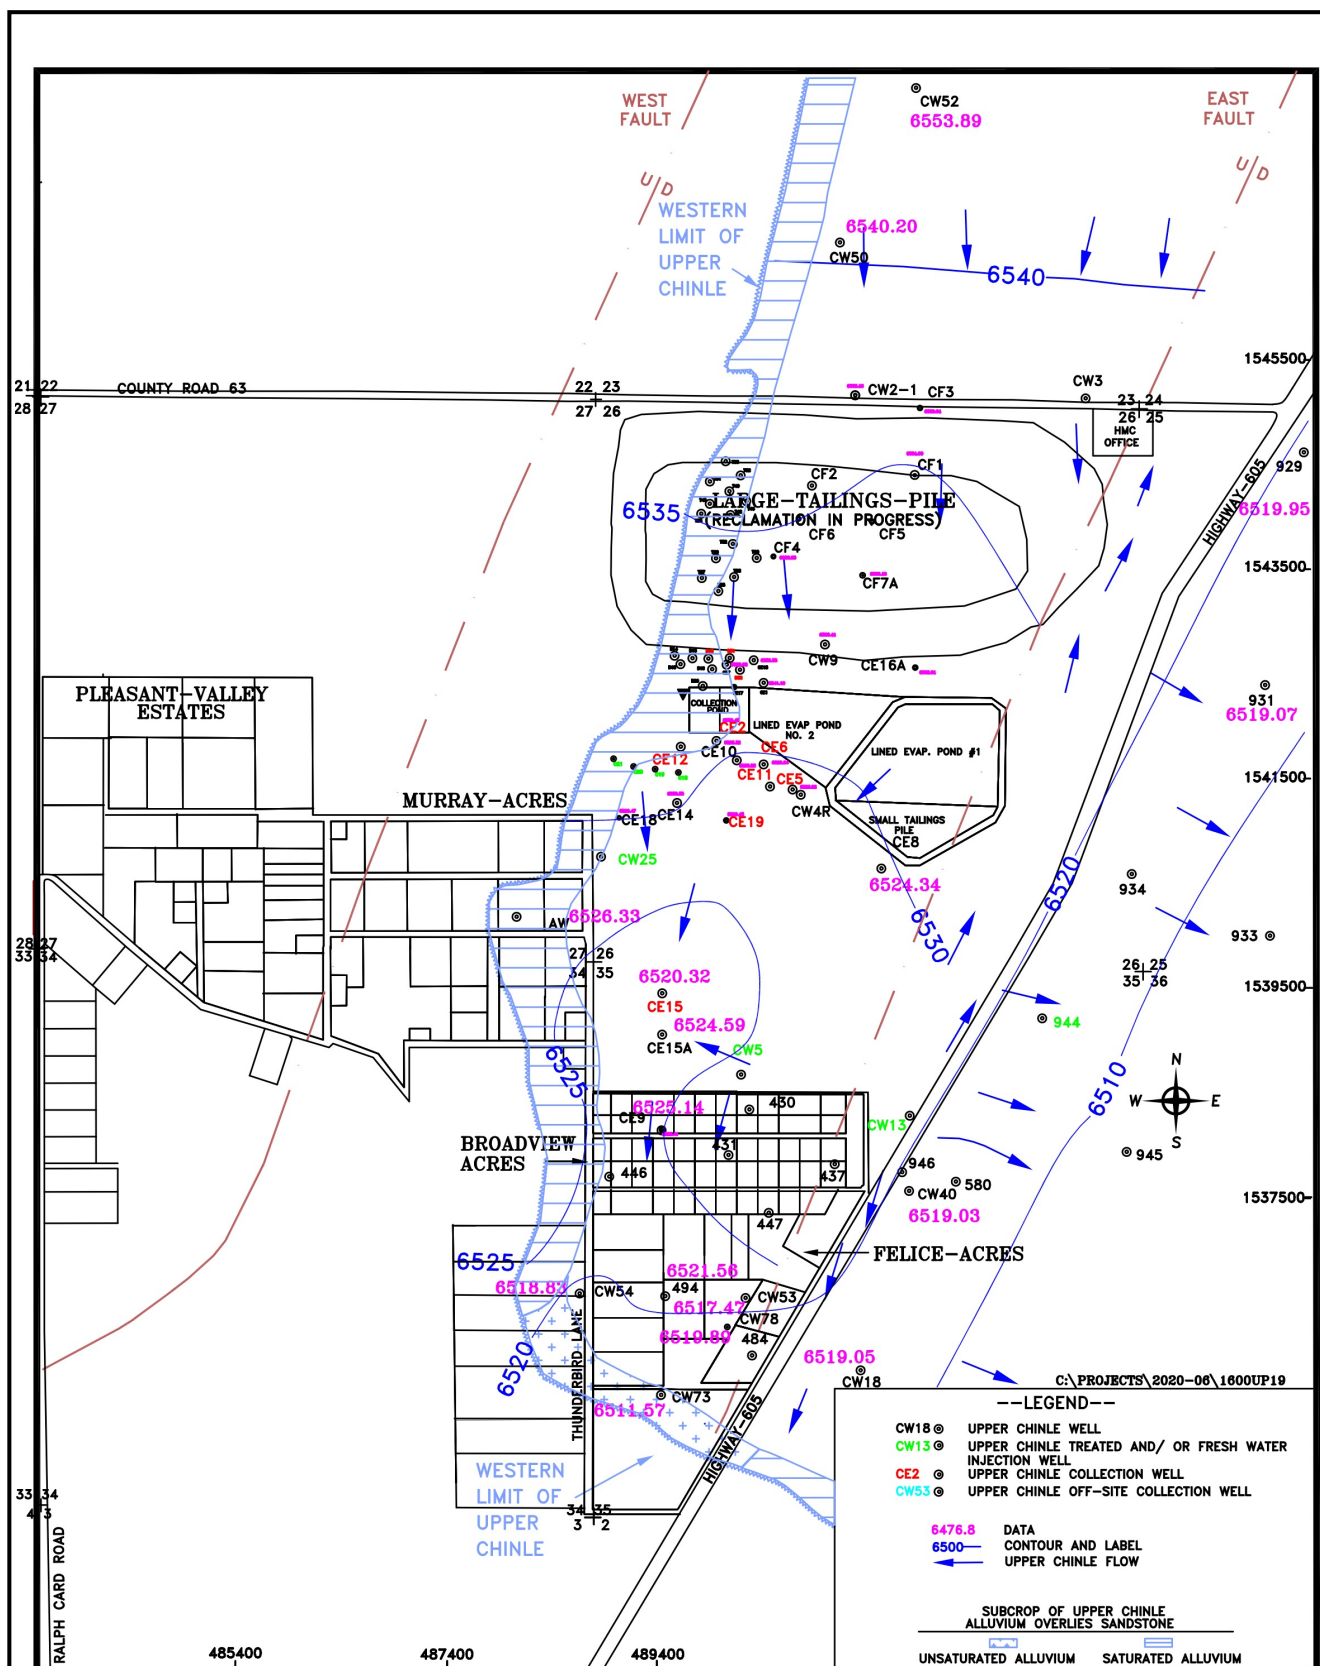 WEST
FAULT
EAST
FAULT
CW52
6553.89
U/D
U/D
WESTERN
LIMIT OF
UPPER
CHINLE
6540.20
CW50
6540
1545500
21 22
28 27
COUNTY ROAD 63
22 23
27 26
CW2-1
CF3
CW3
23 24
26 25
HMC
OFFICE
929
6519.95
HIGHWAY-605
CF2
CF1
6535
LARGE-TAILINGS-PILE
(RECLAMATION IN PROGRESS)
CF6
CF5
CF4
CF7A
1543500
CW9
CE16A
931
6519.07
PLEASANT-VALLEY
ESTATES
COLLECTION
POND
LINED EVAP POND
NO. 2
LINED EVAP. POND #1
CE2
CE10
CE6
CE12
CE11
CE5
CW4R
1541500
MURRAY-ACRES
CE18
CE14
CE19
SMALL TAILINGS
PILE
CE8
CW25
6524.34
6520
934
AW
6526.33
6530
933
28 27
33 34
27 26
34 35
26 25
35 36
6520.32
CE15
1539500
6524.59
CE15A
CW5
944
6525
6510
N
W
E
S
6525.14
CE9
430
CW13
BROADVIEW
ACRES
431
446
437
946
945
580
CW40
6519.03
1537500
447
FELICE-ACRES
6525
6521.56
6518.83
CW54
494
CW53
6517.47
CW78
6519.89
484
6519.05
CW18
6520
THUNDERBIRD LANE
CW73
6511.57
HIGHWAY-605
WESTERN
LIMIT OF
UPPER
CHINLE
33 34
4 3
34 35
3 2
RALPH CARD ROAD
C:\PROJECTS\2020-06\1600UP19
--LEGEND--
CW18 UPPER CHINLE WELL
CW13 UPPER CHINLE TREATED AND/ OR FRESH WATER
INJECTION WELL
CE2 UPPER CHINLE COLLECTION WELL
CW53 UPPER CHINLE OFF-SITE COLLECTION WELL
6476.8 DATA
6500 CONTOUR AND LABEL
UPPER CHINLE FLOW
SUBCROP OF UPPER CHINLE
ALLUVIUM OVERLIES SANDSTONE
UNSATURATED ALLUVIUM SATURATED ALLUVIUM
485400
487400
489400